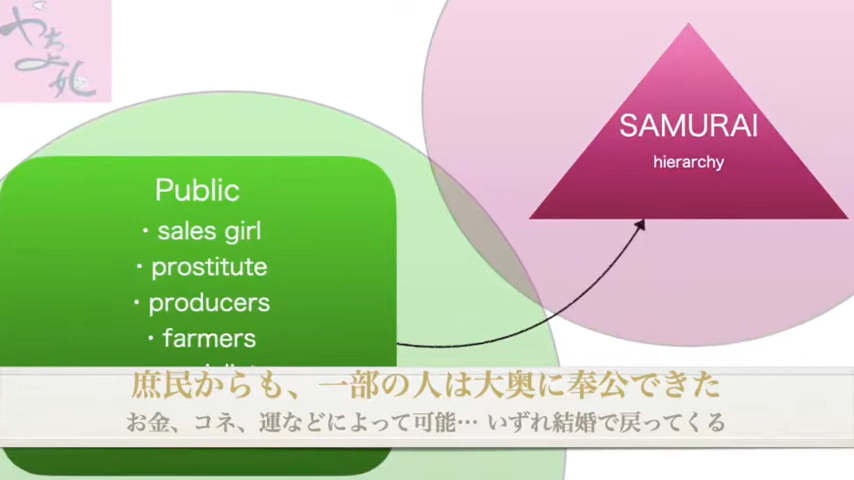 やちよ
SAMURAI
hierarchy
Public
・sales girl
・prostitute
・producers
・farmers
庶民からも、一部の人は大奥に奉公できた
お金、コネ、運などによって可能… いずれ結婚で戻ってくる